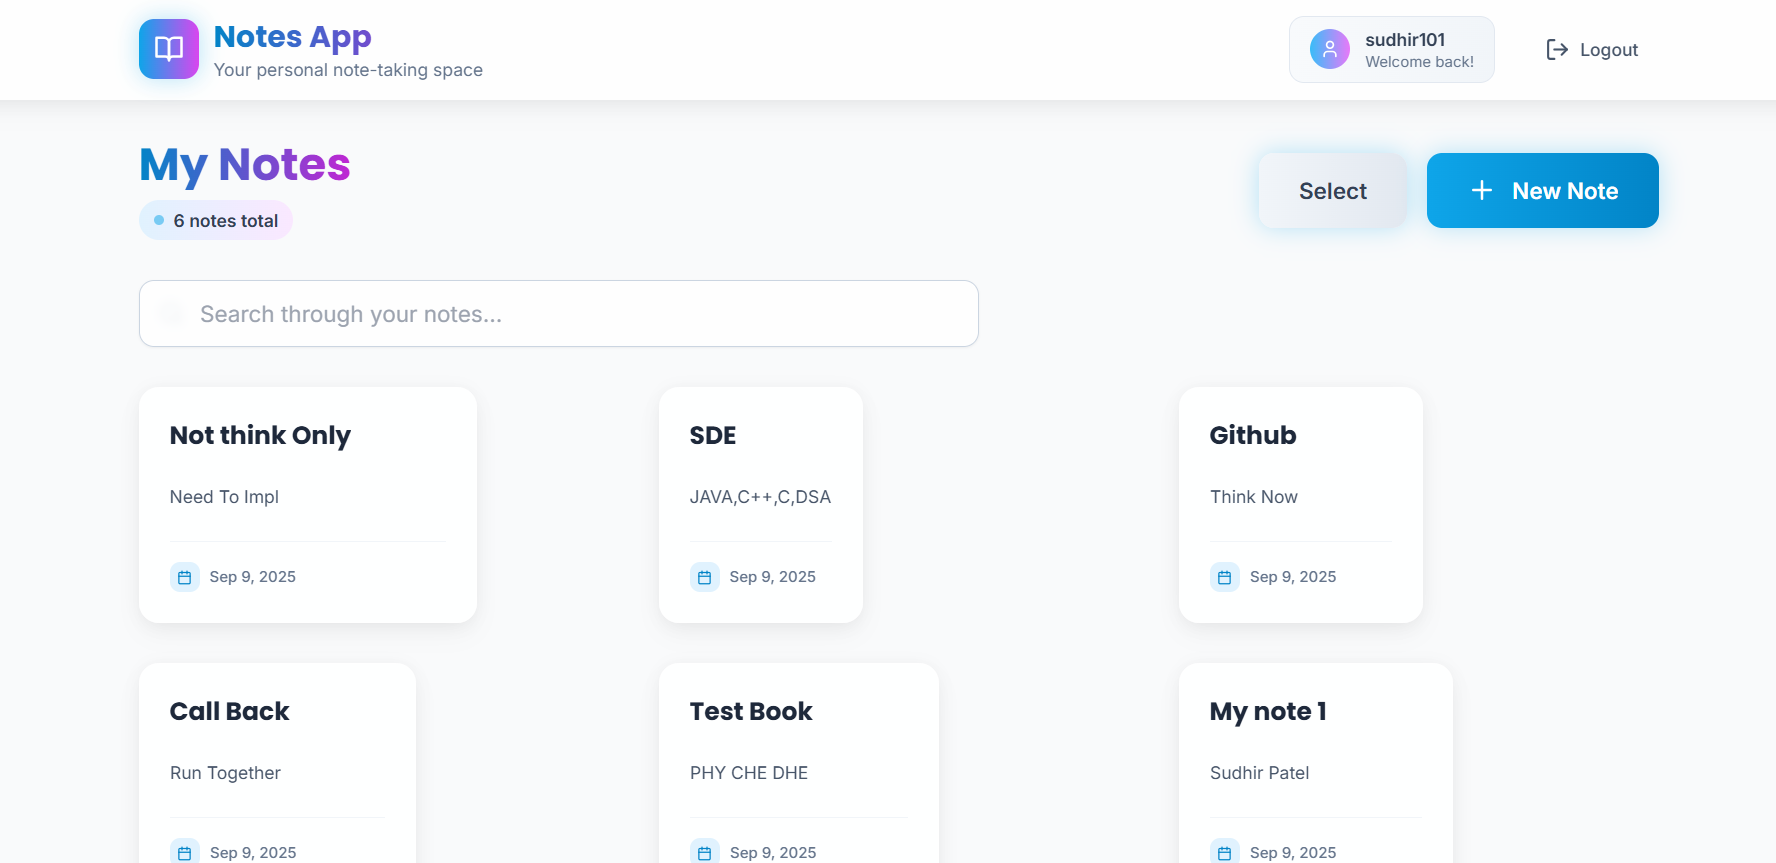 Notes App
Your personal note-taking space
sudhir101
Welcome back!
Logout
My Notes
6 notes total
Select
New Note
Search through your notes...
Not think Only
Need To Impl
Sep 9, 2025
SDE
JAVA,C++,C,DSA
Sep 9, 2025
Github
Think Now
Sep 9, 2025
Call Back
Run Together
Sep 9, 2025
Test Book
PHY CHE DHE
Sep 9, 2025
My note 1
Sudhir Patel
Sep 9, 2025